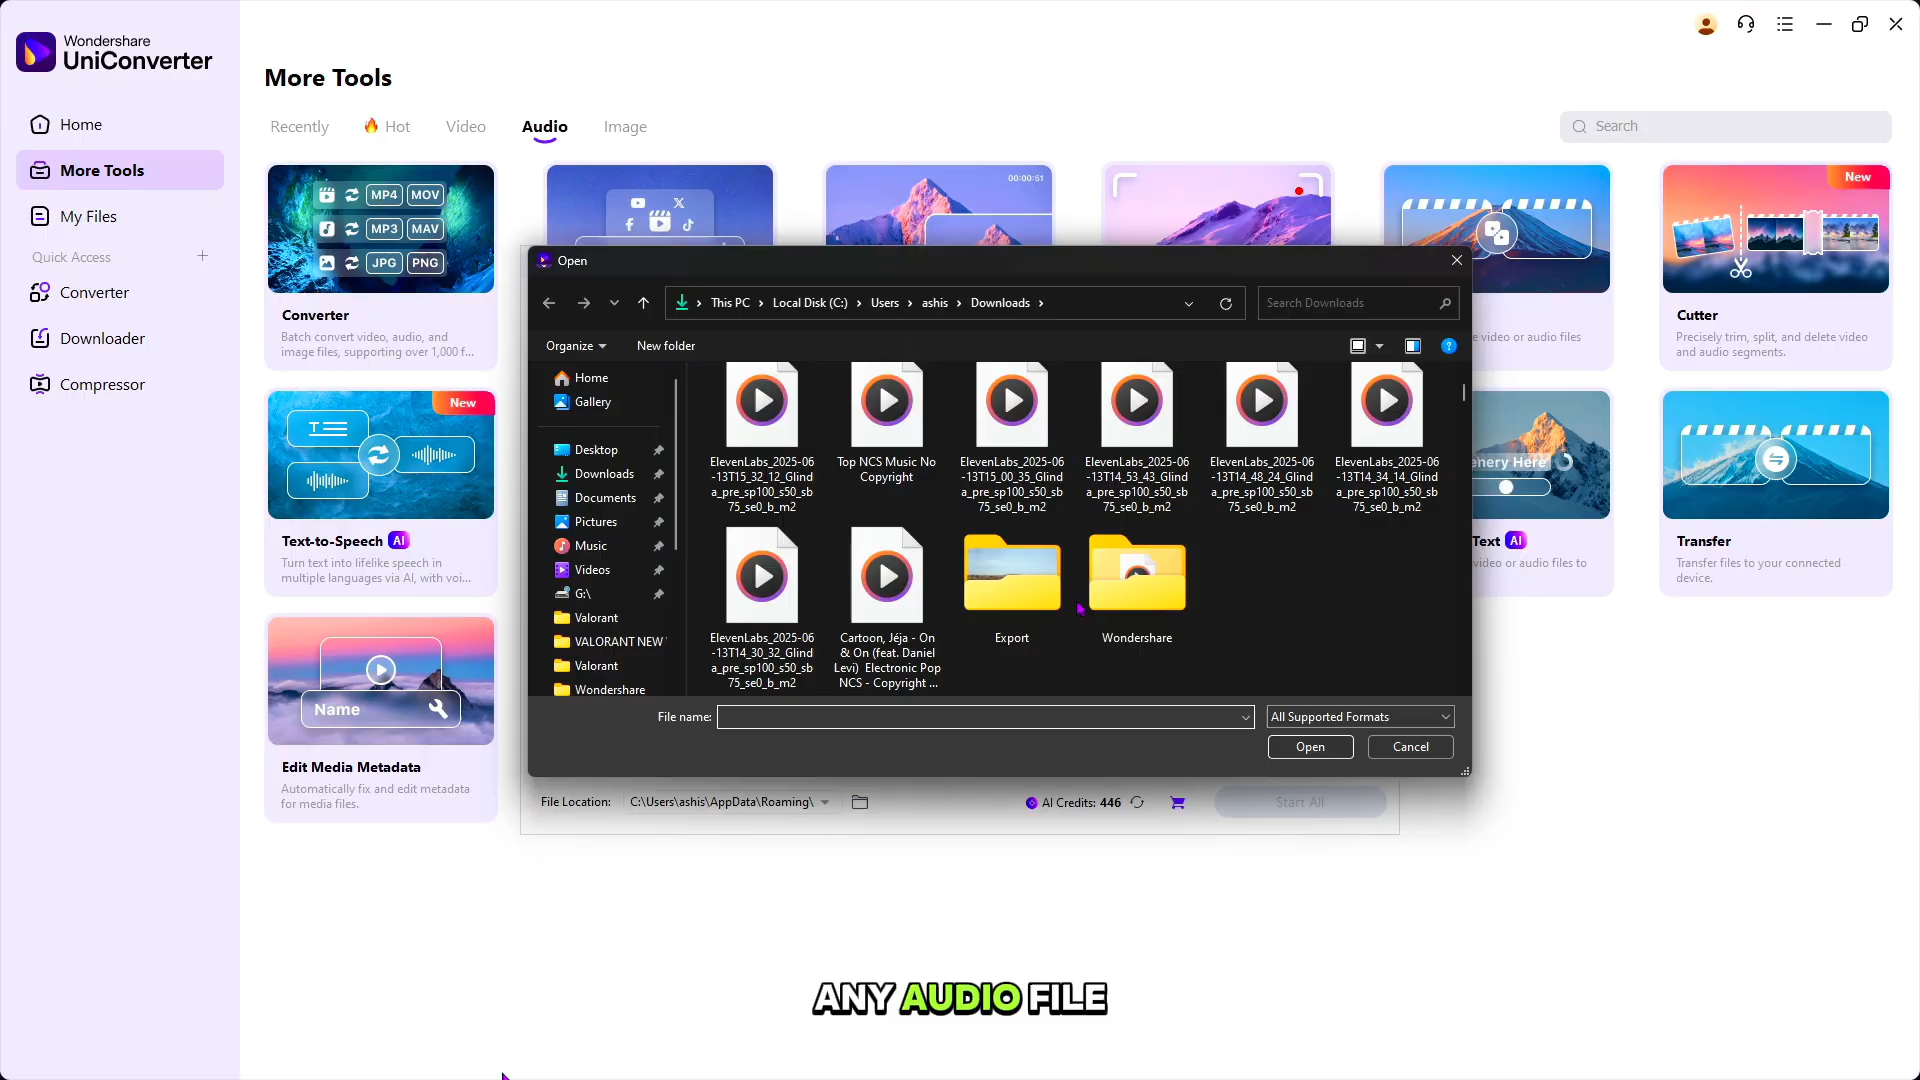 Wondershare
UniConverter
Home
More Tools
My Files
Quick Access
Converter
Downloader
Compressor
More Tools
Recently
Hot
Video
Audio
Image
Search
MP4 MOV
MP3 MAV
JPG PNG
Converter
Batch convert video, audio, and
image files, supporting over 1,000 f...
00:00:51
New
Cutter
Precisely trim, split, and delete video
and audio segments.
e video or audio files
New
Text-to-Speech AI
Turn text into lifelike speech in
multiple languages via AI, with voi...
nery Here
Text AI
video or audio files to
Transfer
Transfer files to your connected
device.
Name
Edit Media Metadata
Automatically fix and edit metadata
for media files.
Open
This PC
Local Disk (C:)
Users
ashis
Downloads
Search Downloads
Organize
New folder
Home
Gallery
Desktop
Downloads
Documents
Pictures
Music
Videos
G:\
Valorant
VALORANT NEW
Valorant
Wondershare
ElevenLabs_2025-06
-13T15_32_12_Glind
a_pre_sp100_s50_sb
75_se0_b_m2
Top NCS Music No
Copyright
ElevenLabs_2025-06
-13T15_00_35_Glin
a_pre_sp100_s50_sb
75_se0_b_m2
ElevenLabs_2025-06
-13T14_53_43_Glind
a_pre_sp100_s50_sb
75_se0_b_m2
ElevenLabs_2025-06
-13T14_48_24_Glind
a_pre_sp100_s50_sb
75_se0_b_m2
ElevenLabs_2025-06
-13T14_34_14_Glind
a_pre_sp100_s50_sb
75_se0_b_m2
ElevenLabs_2025-06
-13T14_30_32_Glind
a_pre_sp100_s50_sb
75_se0_b_m2
Cartoon, Jéja - On
& On (feat. Daniel
Levi) Electronic Pop
NCS - Copyright ...
Export
Wondershare
File name:
All Supported Formats
Open
Cancel
File Location:
C:\Users\ashis\AppData\Roaming\
AI Credits: 446
Start All
ANY AUDIO FILE